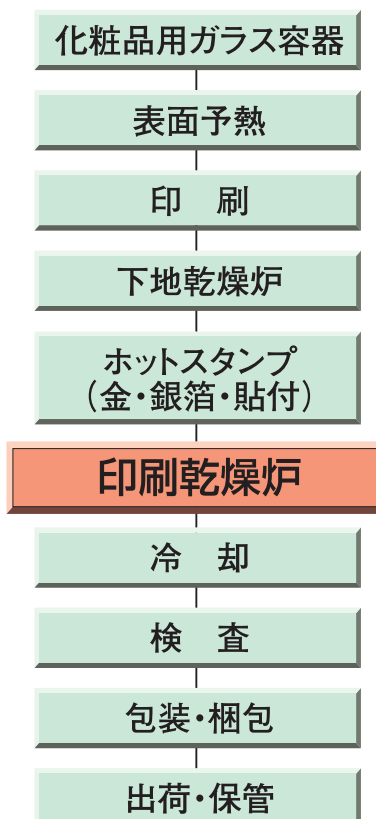 化粧品用ガラス容器
表面予熱
印　刷
下地乾燥炉
ホットスタンプ
（金・銀箔・貼付）
印刷乾燥炉
冷　却
検　査
包装・梱包
出荷・保管